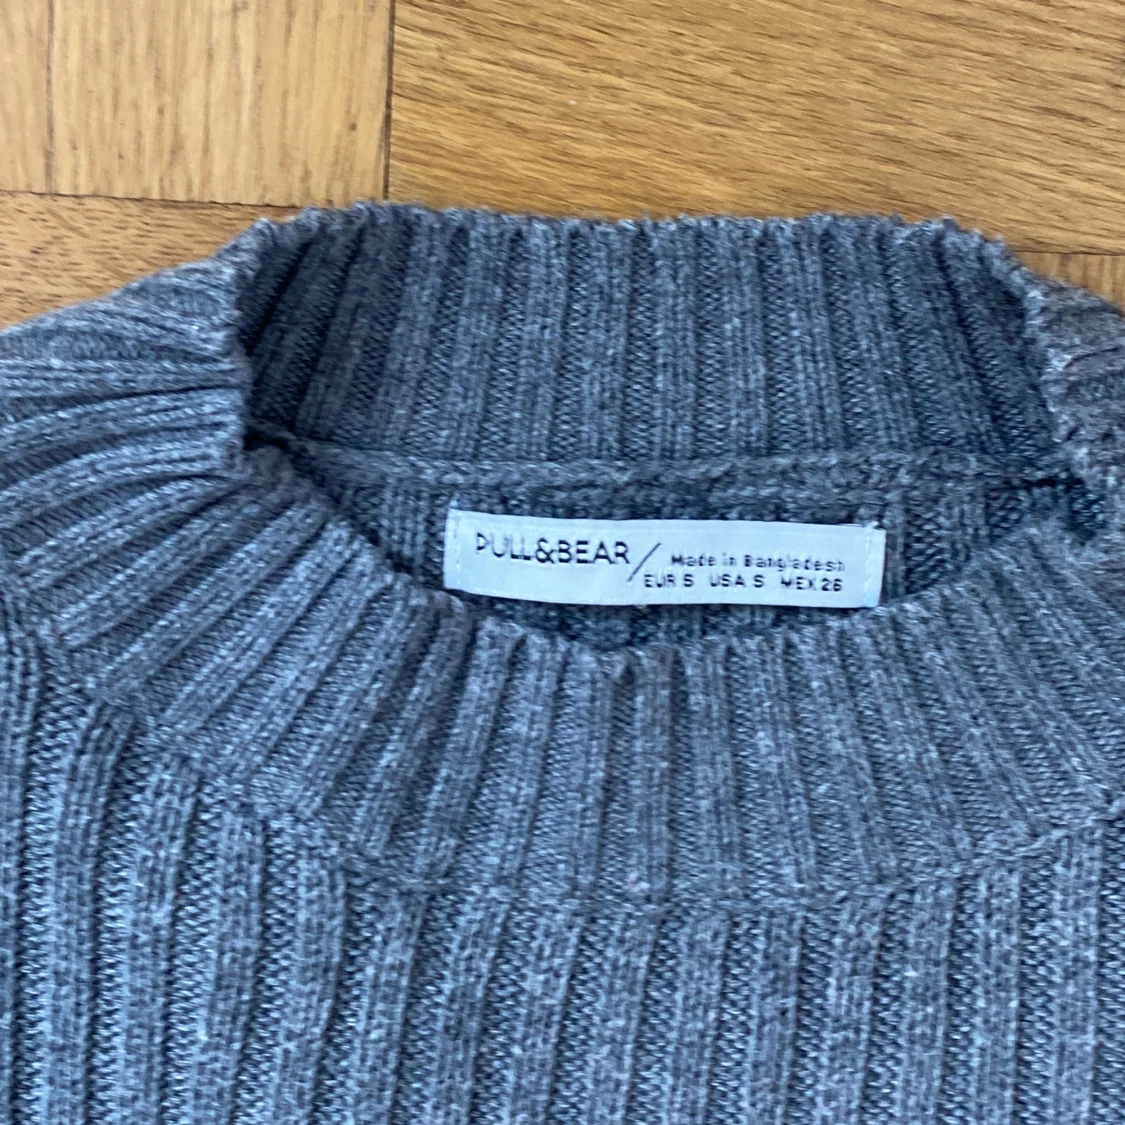 PULL&BEAR / Made in Bangladesh
EUR S USA S MEX 26